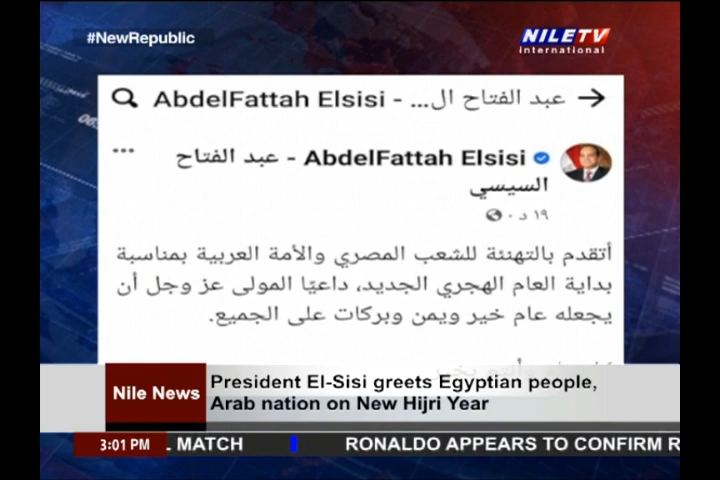 #NewRepublic
NILETV
international
AbdelFattah Elsisi - عبد الفتاح ال...
AbdelFattah Elsisi - عبد الفتاح
السيسي
١٩ د
أتقدم بالتهنئة للشعب المصري والأمة العربية بمناسبة
بداية العام الهجري الجديد، داعيًا المولى عز وجل أن
يجعله عام خير ويمن وبركات على الجميع.
Nile News
President El-Sisi greets Egyptian people,
Arab nation on New Hijri Year
3:01 PM
MATCH RONALDO APPEARS TO CONFIRM